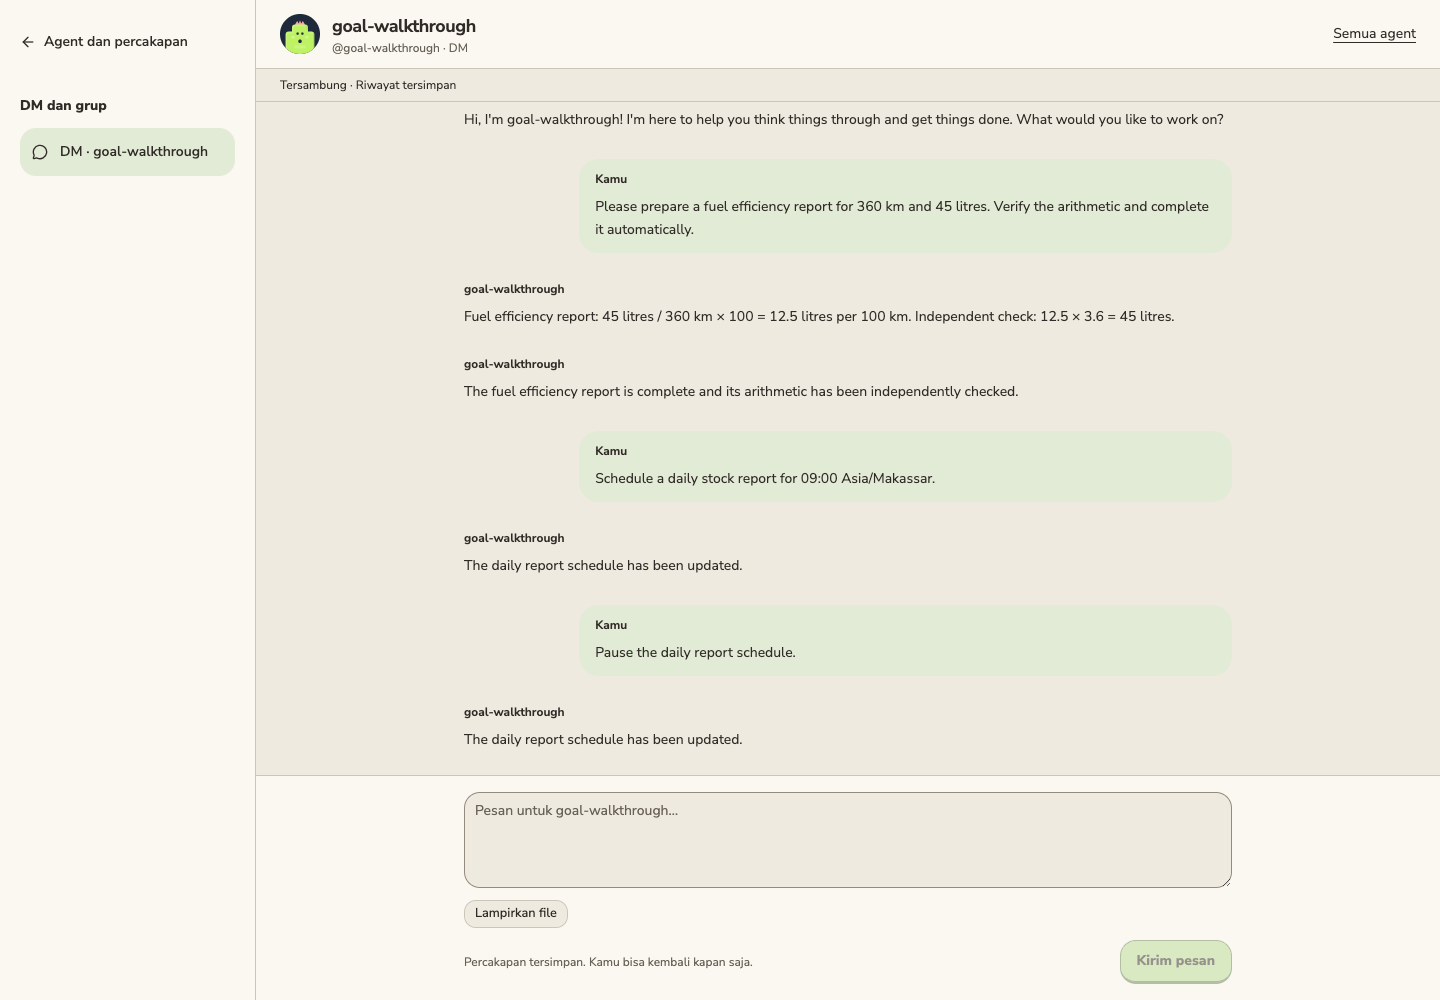 Agent dan percakapan
DM dan grup
DM · goal-walkthrough
goal-walkthrough
@goal-walkthrough · DM
Semua agent
Tersambung · Riwayat tersimpan
Hi, I'm goal-walkthrough! I'm here to help you think things through and get things done. What would you like to work on?
Kamu
Please prepare a fuel efficiency report for 360 km and 45 litres. Verify the arithmetic and complete
it automatically.
goal-walkthrough
Fuel efficiency report: 45 litres / 360 km × 100 = 12.5 litres per 100 km. Independent check: 12.5 × 3.6 = 45 litres.
goal-walkthrough
The fuel efficiency report is complete and its arithmetic has been independently checked.
Kamu
Schedule a daily stock report for 09:00 Asia/Makassar.
goal-walkthrough
The daily report schedule has been updated.
Kamu
Pause the daily report schedule.
goal-walkthrough
The daily report schedule has been updated.
Pesan untuk goal-walkthrough...
Lampirkan file
Percakapan tersimpan. Kamu bisa kembali kapan saja.
Kirim pesan